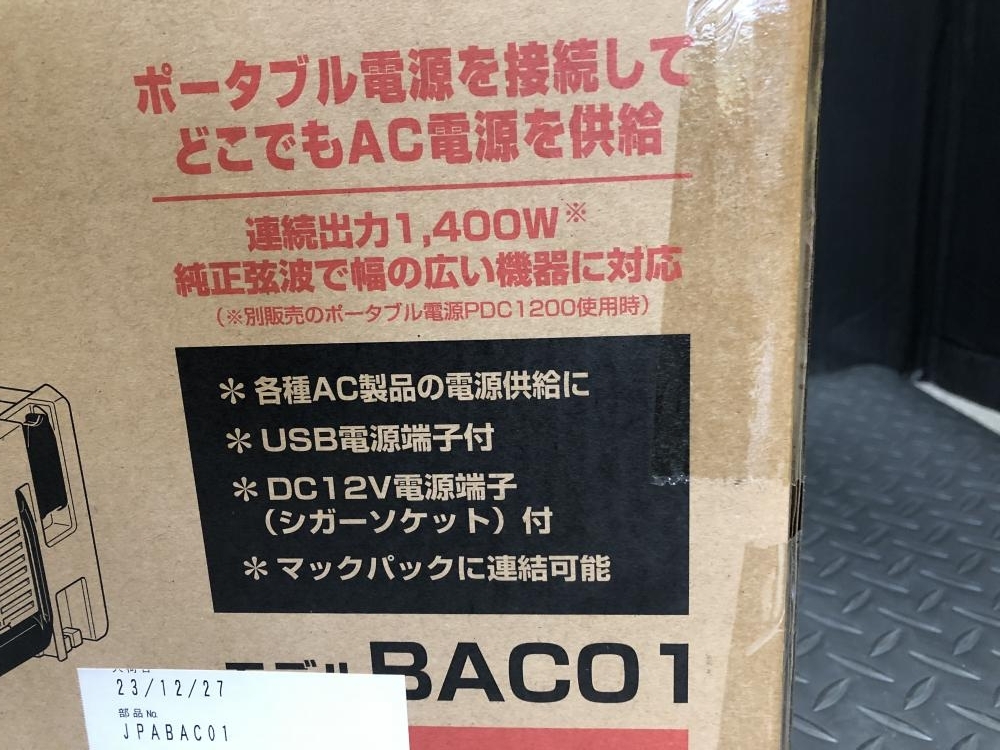 ポータブル電源を接続して
どこでもAC電源を供給
連続出力1,400W※
純正弦波で幅の広い機器に対応
（※別販売のポータブル電源PDC1200使用時）
＊各種AC製品の電源供給に
＊USB電源端子付
＊DC12V電源端子
（シガーソケット）付
＊マックパックに連結可能
モデル BAC01
23/12/27
部品No.
JPABAC01